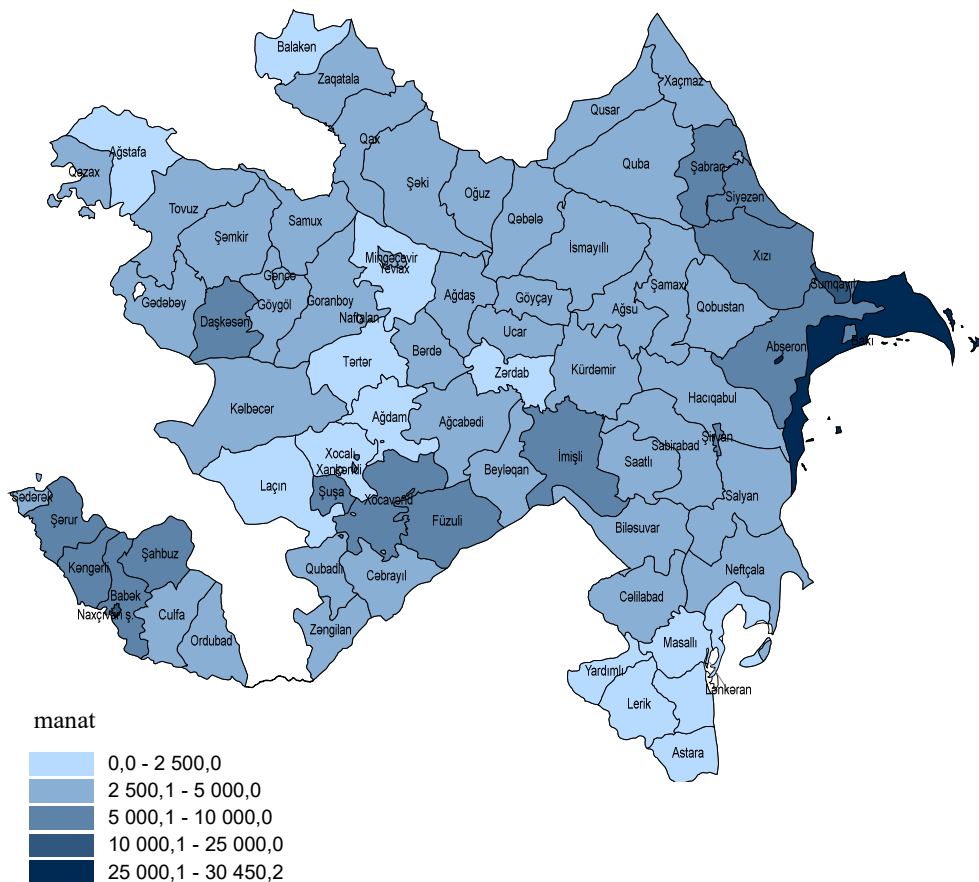 Balakən
Zaqatala
Xaçmaz
Qusar
Qax
Ağstafa
Quba
Şabran
Qazax
Şəki
Oğuz
Siyəzən
Tovuz
Samux
Qəbələ
Şəmkir
İsmayıllı
Xızı
Mingəçevir
Yevlax
Gəncə
Sumqayıt
Gədəbəy
Göygöl
Goranboy
Ağdaş
Göyçay
Şamaxı
Ağsu
Qobustan
Daşkəsən
Naftalan
Ucar
Bakı
Abşeron
Bərdə
Tərtər
Zərdab
Kürdəmir
Hacıqabul
Kəlbəcər
Ağdam
Ağcabədi
Sabirabad
Şirvan
Xocalı
İmişli
Saatlı
Xankəndi
Beyləqan
Laçın
Şuşa
Xocavənd
Salyan
Sədərək
Füzuli
Şərur
Biləsuvar
Şahbuz
Kəngərli
Qubadlı
Cəbrayıl
Neftçala
Babək
Cəlilabad
Naxçıvan ş.
Culfa
Ordubad
Zəngilan
Masallı
Yardımlı
Lənkəran
Lerik
Astara
manat
0,0 - 2 500,0
2 500,1 - 5 000,0
5 000,1 - 10 000,0
10 000,1 - 25 000,0
25 000,1 - 30 450,2